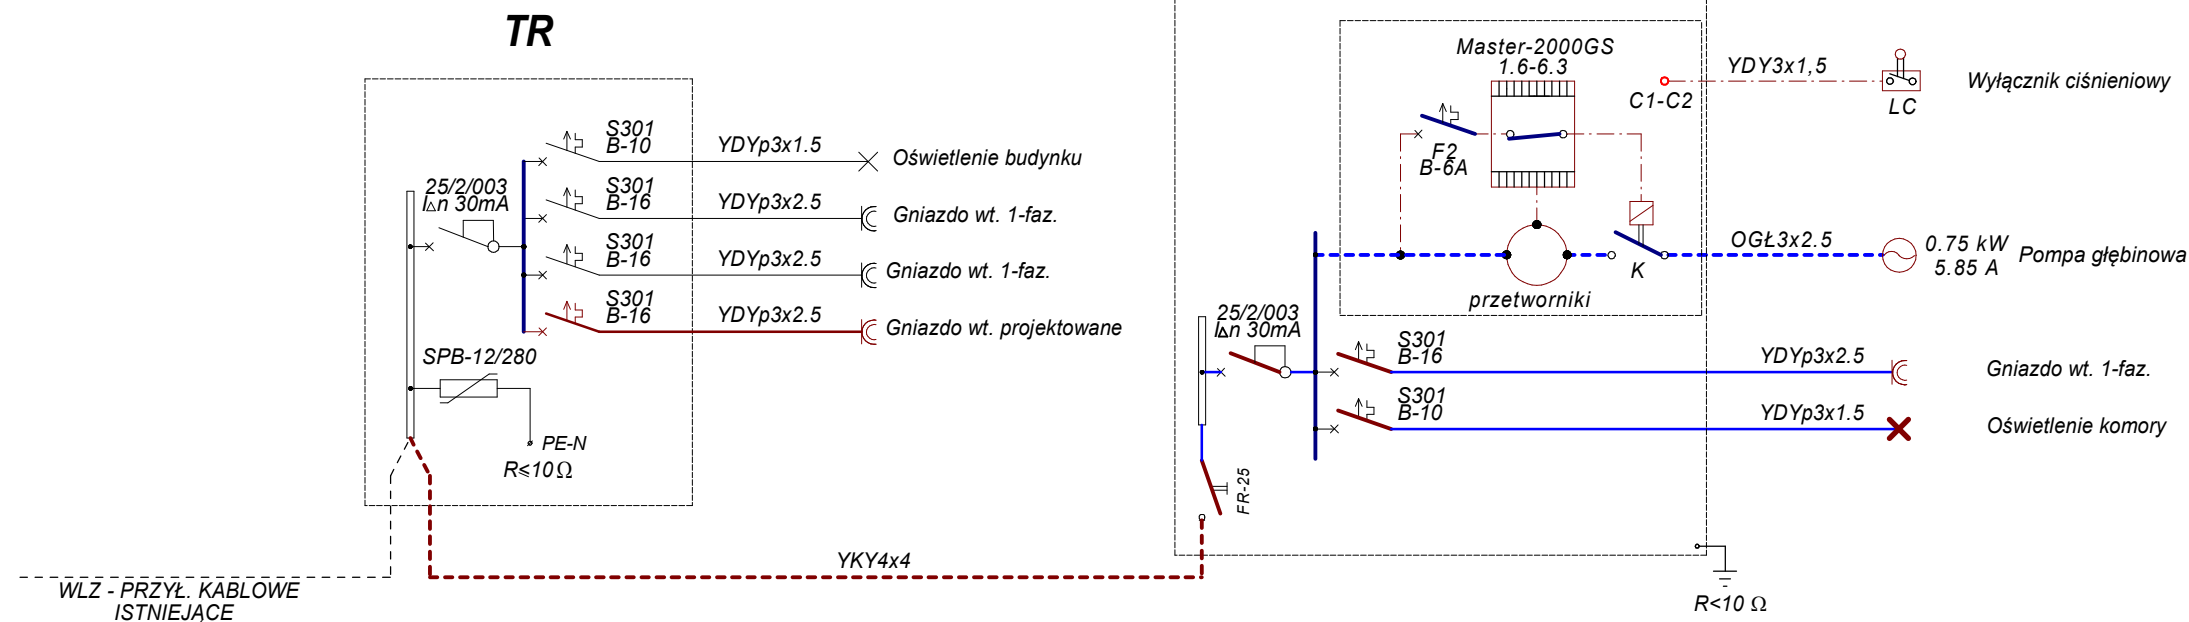 TR
25/2/003
I△n 30mA
S301
B-10
YDYp3x1.5
Oświetlenie budynku
S301
B-16
YDYp3x2.5
Gniazdo wt. 1-faz.
S301
B-16
YDYp3x2.5
Gniazdo wt. 1-faz.
S301
B-16
YDYp3x2.5
Gniazdo wt. projektowane
SPB-12/280
PE-N
R≤10 Ω
WLZ - PRZYŁ. KABLOWE
ISTNIEJĄCE
YKY4x4
Master-2000GS
1.6-6.3
C1-C2
YDY3x1,5
LC
Wyłącznik ciśnieniowy
F2
B-6A
K
OGŁ3x2.5
0.75 kW
5.85 A
Pompa głębinowa
przetworniki
25/2/003
I△n 30mA
S301
B-16
YDYp3x2.5
Gniazdo wt. 1-faz.
S301
B-10
YDYp3x1.5
Oświetlenie komory
FR-25
R<10 Ω